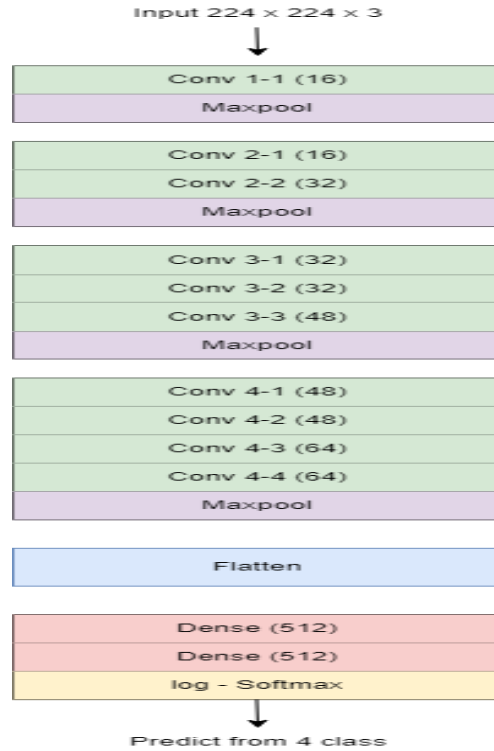 Input 224 x 224 x 3
Conv 1-1 (16)
Maxpool
Conv 2-1 (16)
Conv 2-2 (32)
Maxpool
Conv 3-1 (32)
Conv 3-2 (32)
Conv 3-3 (48)
Maxpool
Conv 4-1 (48)
Conv 4-2 (48)
Conv 4-3 (64)
Conv 4-4 (64)
Maxpool
Flatten
Dense (512)
Dense (512)
log - Softmax
Predict from 4 class